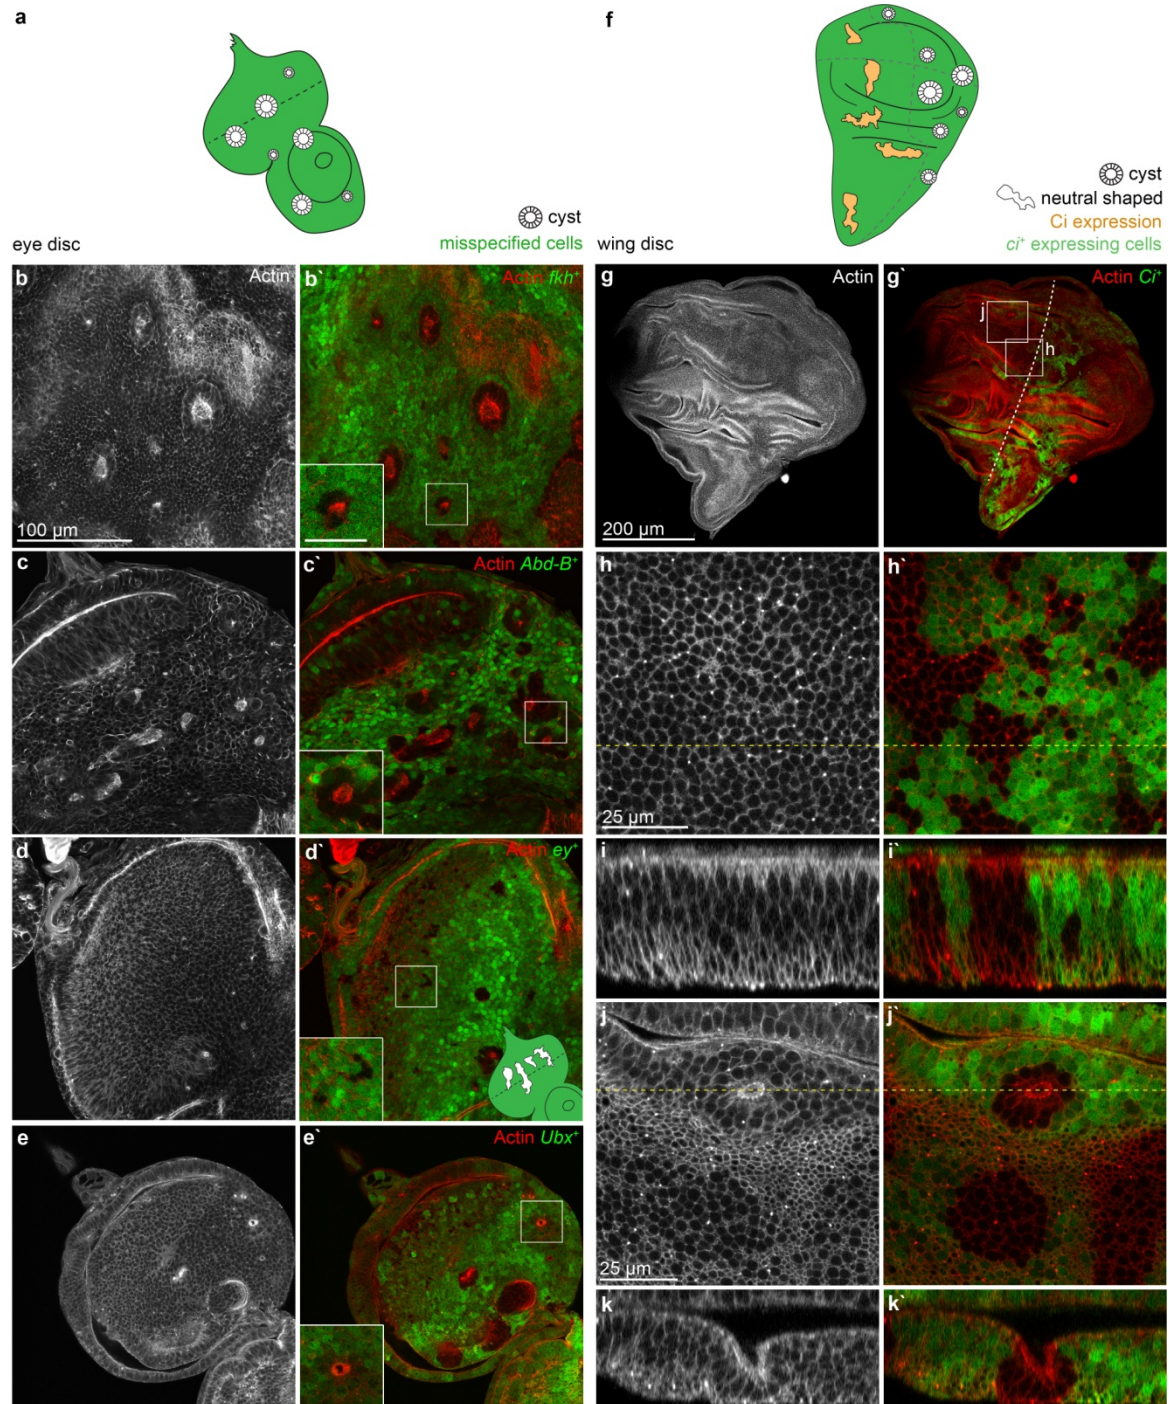 a
cyst
eye disc
misspecified cells
f
cyst
neutral shaped
Ci expression
wing disc
ci⁺ expressing cells
b
Actin
100 µm
b`
Actin fkh⁺
c
c`
Actin Abd-B⁺
d
d`
Actin ey⁺
e
e`
Actin Ubx⁺
g
Actin
200 µm
g`
Actin Ci⁺
j
h
h
25 µm
h`
i
i`
j
25 µm
j`
k
k`